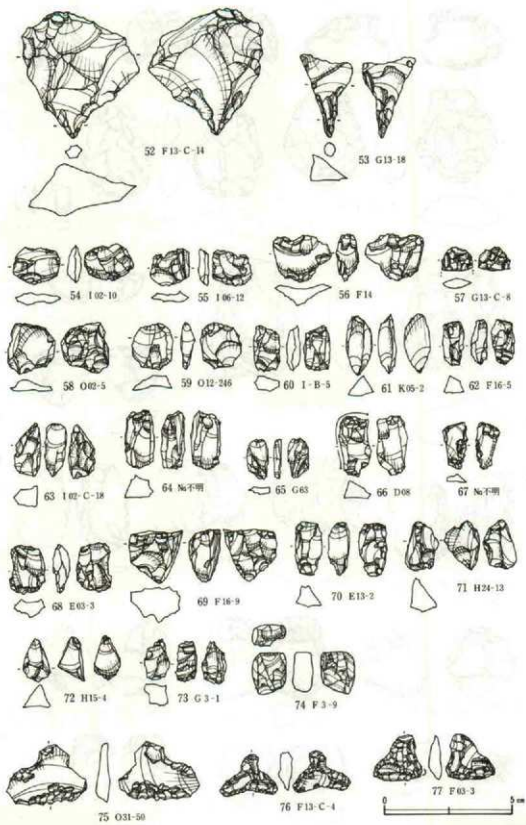 52 F13-C-14
53 G13-18
54 I02-10
55 I06-12
56 F14
57 G13-C-8
58 O02-5
59 O12-246
60 I-B-5
61 K05-2
62 F16-5
63 I02-C-18
64 No不明
65 G63
66 D08
67 No不明
68 E03-3
69 F16-9
70 E13-2
71 H24-13
72 H15-4
73 G3-1
74 F3-9
75 O31-50
76 F13-C-4
77 F03-3
0 5cm